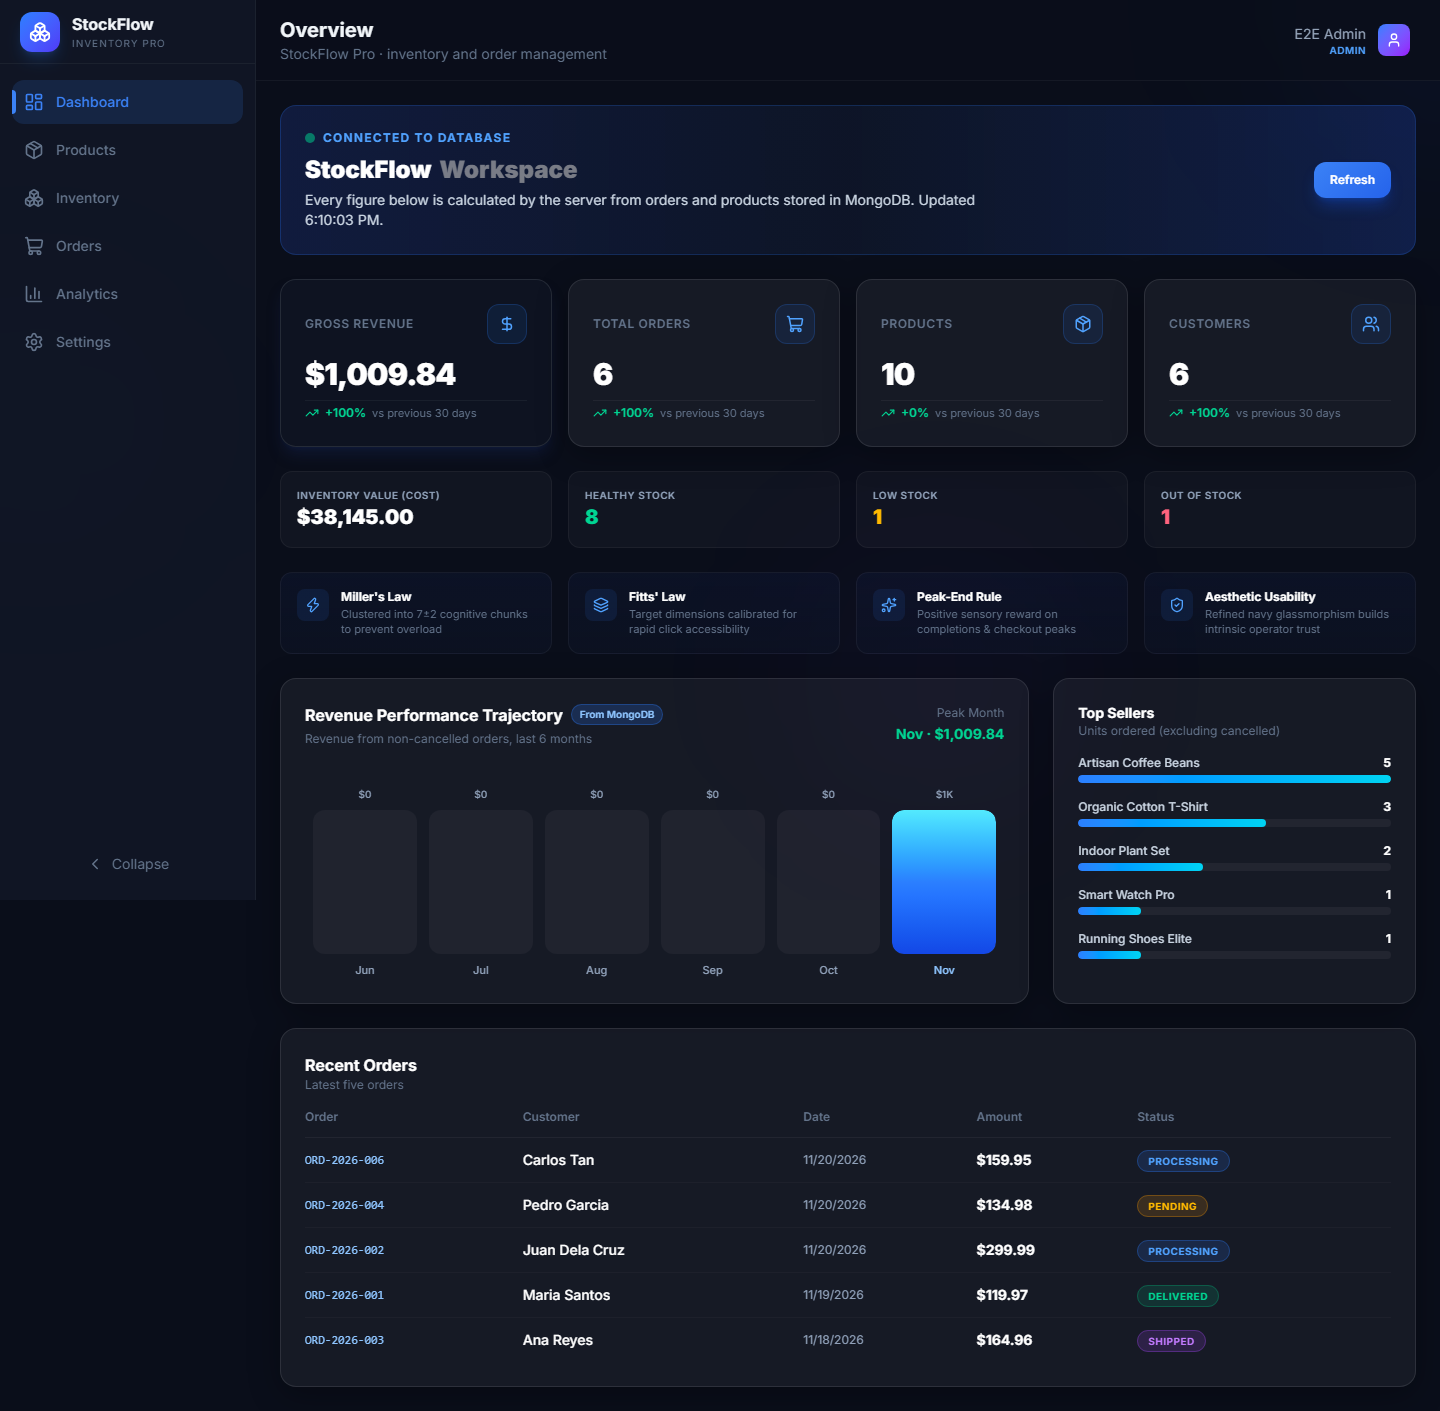 StockFlow
INVENTORY PRO
Dashboard
Products
Inventory
Orders
Analytics
Settings
Collapse
Overview
StockFlow Pro · inventory and order management
E2E Admin
ADMIN
CONNECTED TO DATABASE
StockFlow Workspace
Every figure below is calculated by the server from orders and products stored in MongoDB. Updated
6:10:03 PM.
Refresh
GROSS REVENUE
$1,009.84
+100% vs previous 30 days
TOTAL ORDERS
6
+100% vs previous 30 days
PRODUCTS
10
+0% vs previous 30 days
CUSTOMERS
6
+100% vs previous 30 days
INVENTORY VALUE (COST)
$38,145.00
HEALTHY STOCK
8
LOW STOCK
1
OUT OF STOCK
1
Miller's Law
Clustered into 7±2 cognitive chunks
to prevent overload
Fitts' Law
Target dimensions calibrated for
rapid click accessibility
Peak-End Rule
Positive sensory reward on
completions & checkout peaks
Aesthetic Usability
Refined navy glassmorphism builds
intrinsic operator trust
Revenue Performance Trajectory From MongoDB
Revenue from non-cancelled orders, last 6 months
Peak Month
Nov · $1,009.84
$0 $0 $0 $0 $0 $1K
Jun Jul Aug Sep Oct Nov
Top Sellers
Units ordered (excluding cancelled)
Artisan Coffee Beans 5
Organic Cotton T-Shirt 3
Indoor Plant Set 2
Smart Watch Pro 1
Running Shoes Elite 1
Recent Orders
Latest five orders
Order Customer Date Amount Status
ORD-2026-006 Carlos Tan 11/20/2026 $159.95 PROCESSING
ORD-2026-004 Pedro Garcia 11/20/2026 $134.98 PENDING
ORD-2026-002 Juan Dela Cruz 11/20/2026 $299.99 PROCESSING
ORD-2026-001 Maria Santos 11/19/2026 $119.97 DELIVERED
ORD-2026-003 Ana Reyes 11/18/2026 $164.96 SHIPPED